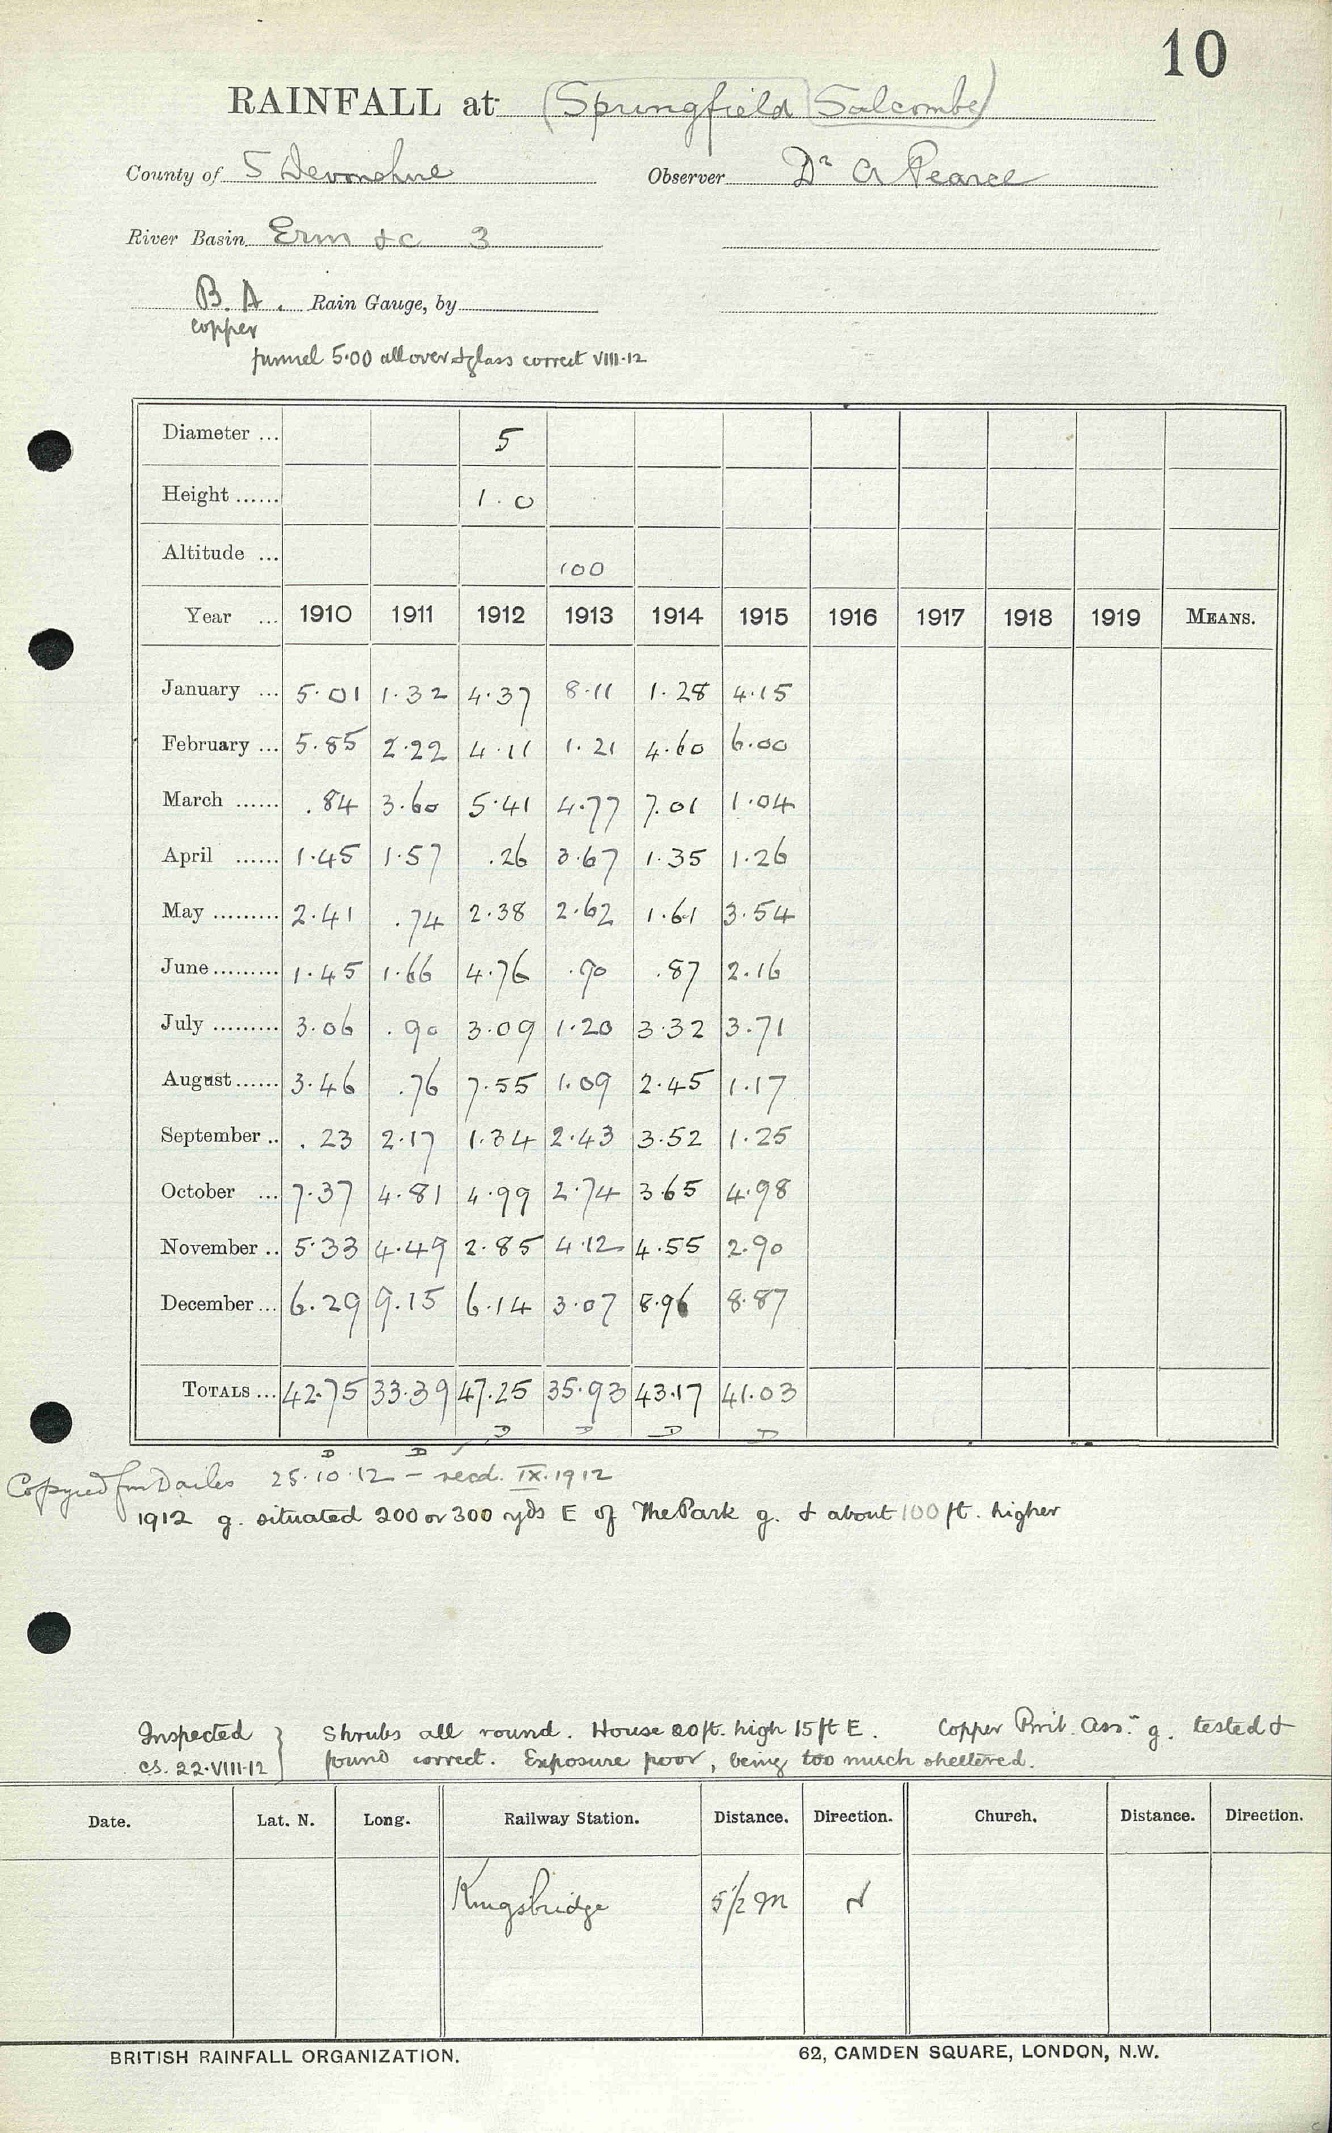 10
RAINFALL at (Springfield Salcombe)
County of S Devonshire Observer Dr A Pearce
River Basin Erm &c 3
B. A. Rain Gauge, by
copper
funnel 5.00 all over & glass correct VIII.12
Diameter ... 5
Height ...... 1.0
Altitude ... 100
Year ... 1910 1911 1912 1913 1914 1915 1916 1917 1918 1919 MEANS.
January ... 5.01 1.32 4.37 8.11 1.28 4.15
February ... 5.85 2.22 4.11 1.21 4.60 6.00
March ...... .84 3.60 5.41 4.77 7.01 1.04
April ...... 1.45 1.57 .26 3.67 1.35 1.26
May ......... 2.41 .74 2.38 2.62 1.61 3.54
June ......... 1.45 1.66 4.76 .90 .87 2.16
July ......... 3.06 .90 3.09 1.20 3.32 3.71
August ...... 3.46 .76 7.55 1.09 2.45 1.17
September .. .23 2.17 1.34 2.43 3.52 1.25
October ... 7.37 4.81 4.99 2.74 3.65 4.98
November .. 5.33 4.49 2.85 4.12 4.55 2.90
December ... 6.29 9.15 6.14 3.07 8.96 8.87
TOTALS ... 42.75 33.39 47.25 35.93 43.17 41.03
D D D D D D
Copyied fm Dailes 25.10.12 – recd. IX.1912
1912 g. situated 200 or 300 yds E of The Park g. & about 100 ft. higher
Inspected } Shrubs all round. House 20ft. high 15ft E. Copper Brit. Assn. g. tested &
CS. 22.VIII.12 found correct. Exposure poor, being too much sheltered.
Date. Lat. N. Long. Railway Station. Distance. Direction. Church. Distance. Direction.
Kingsbridge 5½ m N
BRITISH RAINFALL ORGANIZATION. 62, CAMDEN SQUARE, LONDON, N.W.